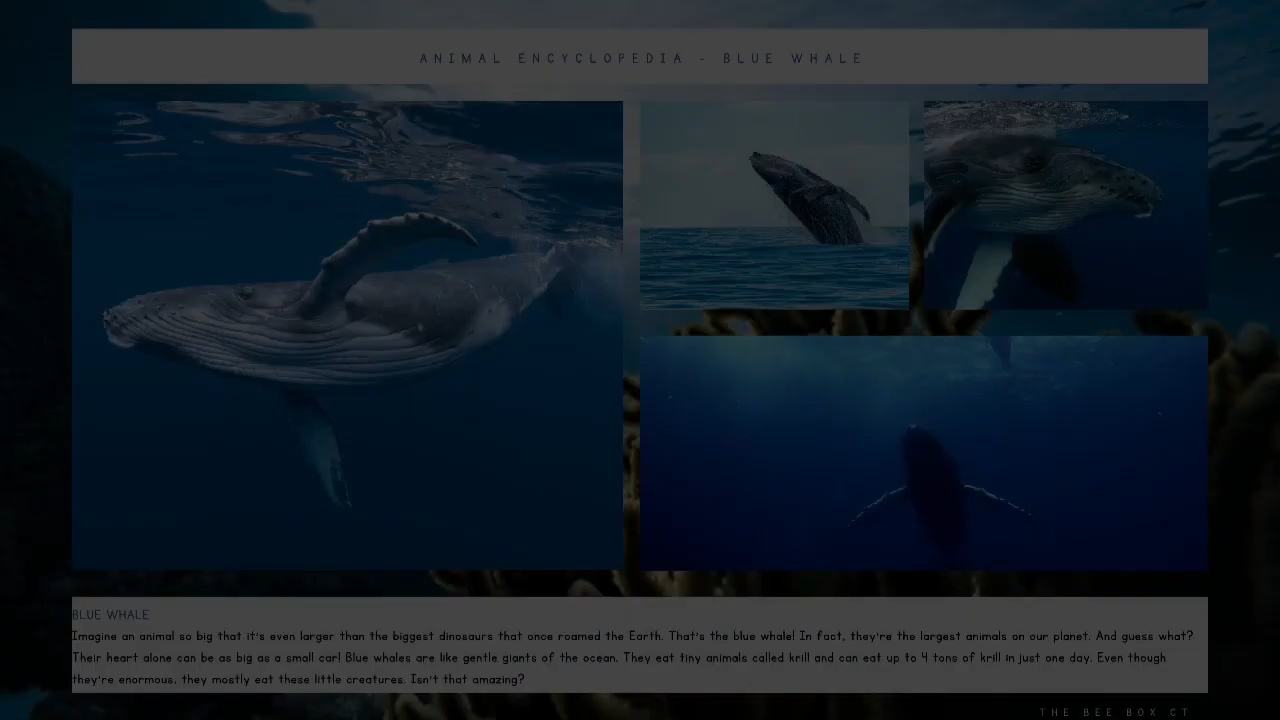 ANIMAL ENCYCLOPEDIA - BLUE WHALE
BLUE WHALE
Imagine an animal so big that it's even larger than the biggest dinosaurs that once roamed the Earth. That's the blue whale! In fact, they're the largest animals on our planet. And guess what?
Their heart alone can be as big as a small car! Blue whales are like gentle giants of the ocean. They eat tiny animals called krill and can eat up to 4 tons of krill in just one day. Even though
they're enormous, they mostly eat these little creatures. Isn't that amazing?
THE BEE BOX CT